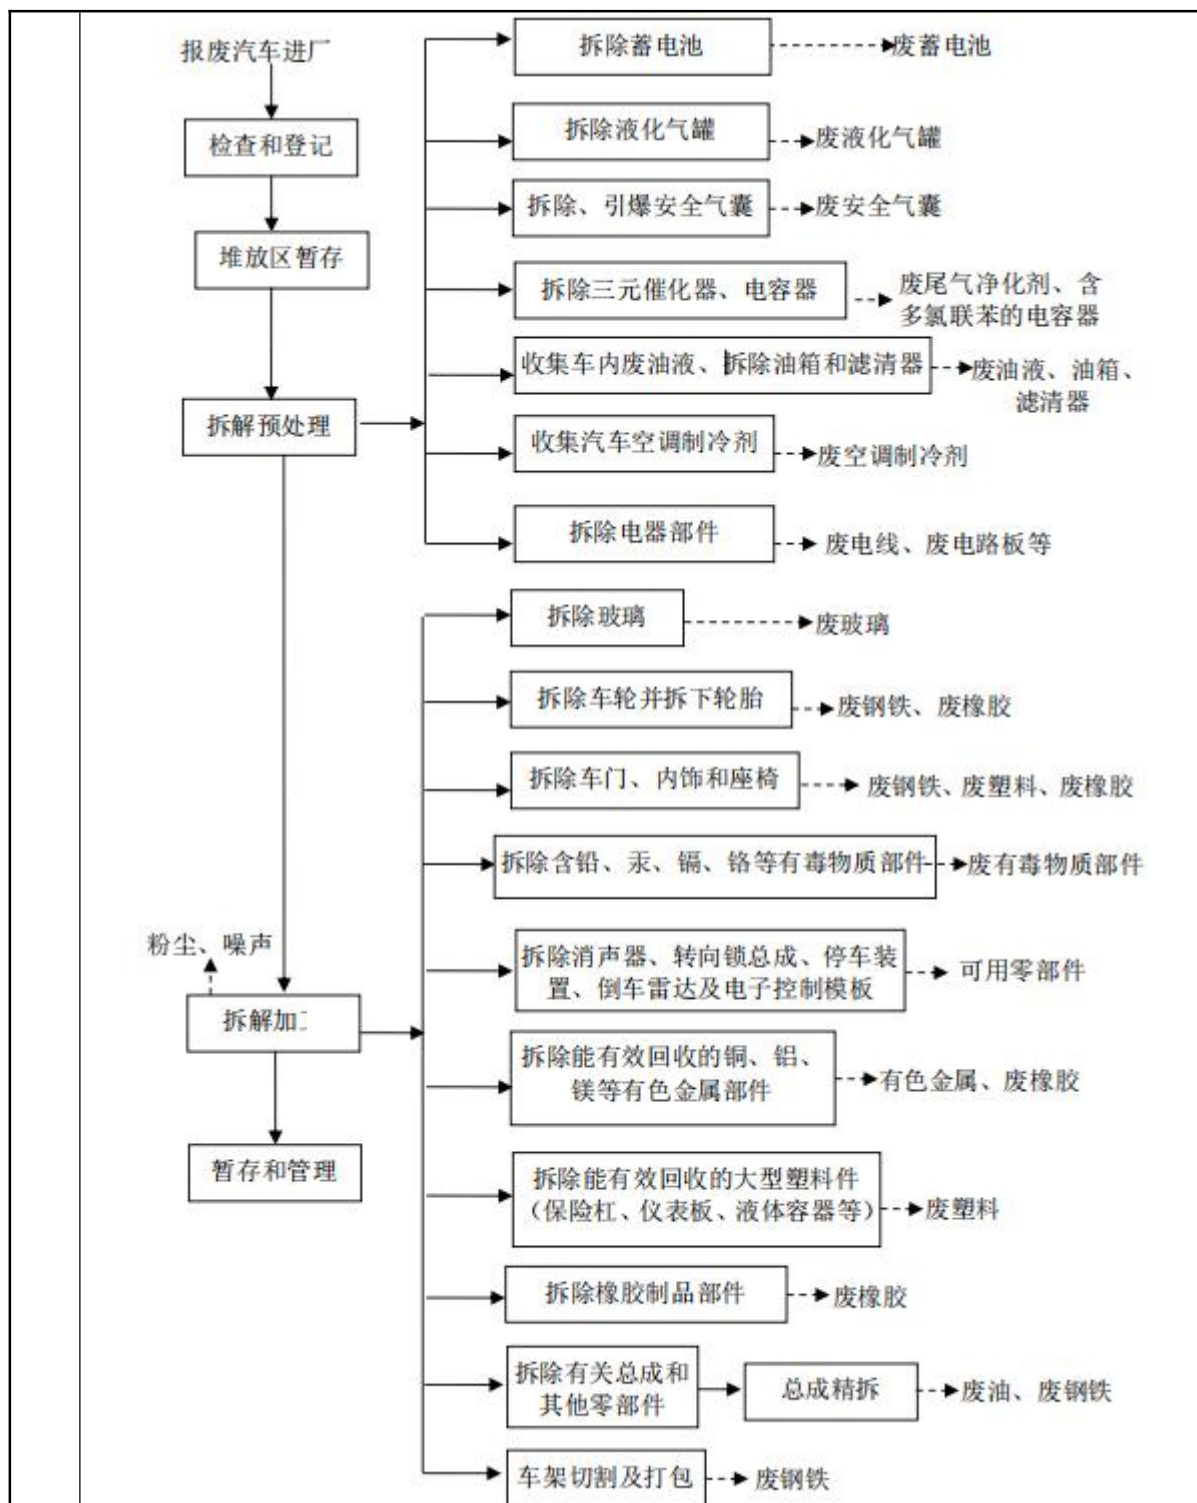 报废汽车进厂
检查和登记
堆放区暂存
拆解预处理
拆除蓄电池
废蓄电池
拆除液化气罐
废液化气罐
拆除、引爆安全气囊
废安全气囊
拆除三元催化器、电容器
废尾气净化剂、含
多氯联苯的电容器
收集车内废油液、拆除油箱和滤清器
废油液、油箱、
滤清器
收集汽车空调制冷剂
废空调制冷剂
拆除电器部件
废电线、废电路板等
粉尘、噪声
拆解加
暂存和管理
拆除玻璃
废玻璃
拆除车轮并拆下轮胎
废钢铁、废橡胶
拆除车门、内饰和座椅
废钢铁、废塑料、废橡胶
拆除含铅、汞、镉、铬等有毒物质部件
废有毒物质部件
拆除消声器、转向锁总成、停车装
置、倒车雷达及电子控制模板
可用零部件
拆除能有效回收的铜、铝、
镁等有色金属部件
有色金属、废橡胶
拆除能有效回收的大型塑料件
（保险杠、仪表板、液体容器等）
废塑料
拆除橡胶制品部件
废橡胶
拆除有关总成和
其他零部件
总成精拆
废油、废钢铁
车架切割及打包
废钢铁